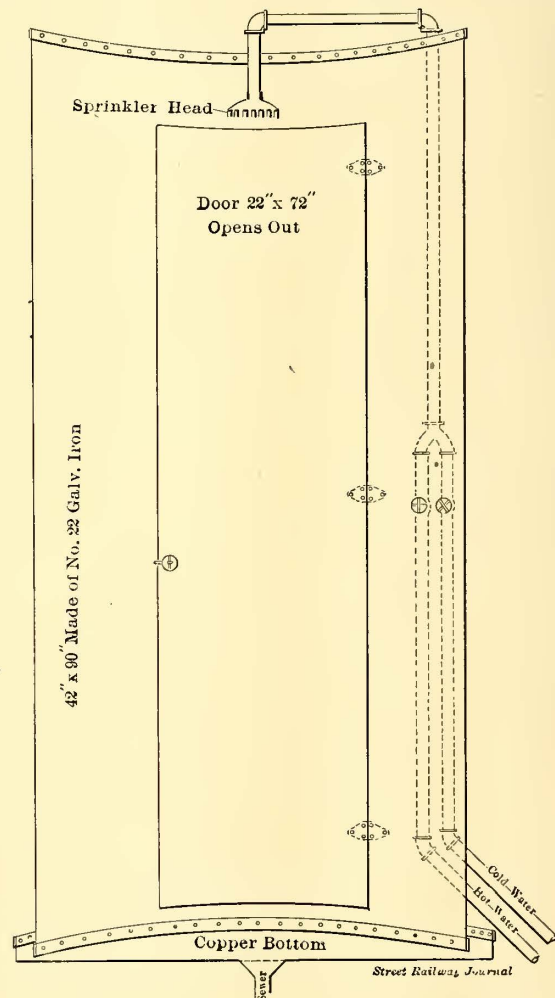 Sprinkler Head
Door 22" x 72"
Opens Out
42" x 90" Made of No. 22 Galv. Iron
Cold Water
Hot Water
Copper Bottom
Sewer
Street Railway Journal